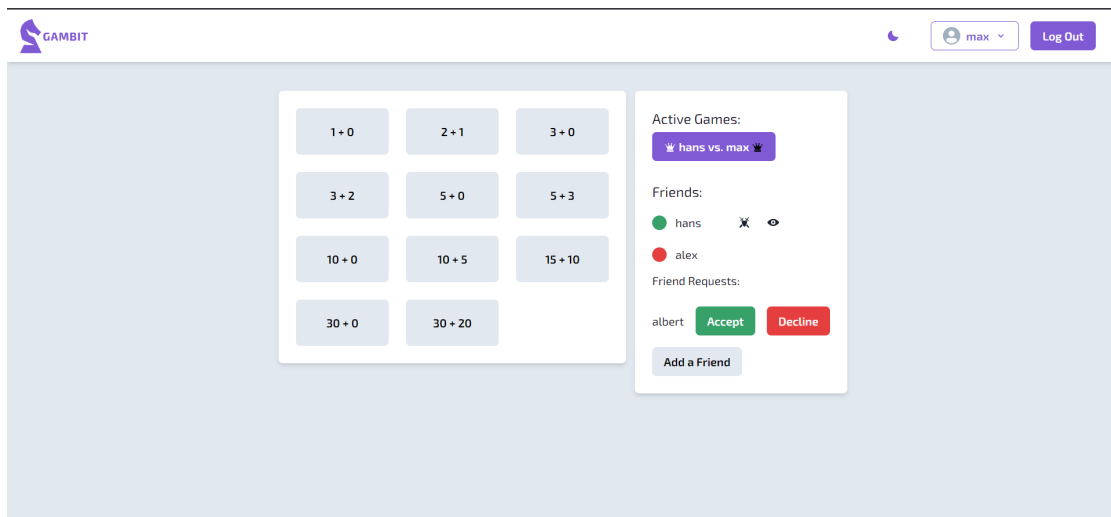 GAMBIT
max
Log Out
1 + 0
2 + 1
3 + 0
3 + 2
5 + 0
5 + 3
10 + 0
10 + 5
15 + 10
30 + 0
30 + 20
Active Games:
hans vs. max
Friends:
hans
alex
Friend Requests:
albert Accept Decline
Add a Friend